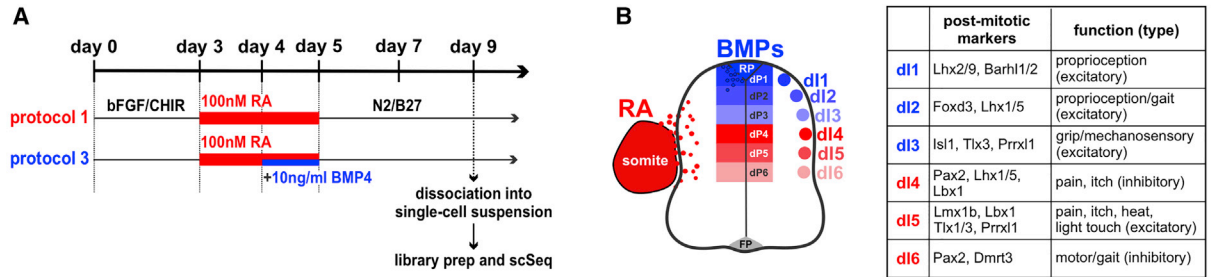 A
day 0 day 3 day 4 day 5 day 7 day 9
bFGF/CHIR
100nM RA
N2/B27
protocol 1
100nM RA
protocol 3
+10ng/ml BMP4
dissociation into
single-cell suspension
library prep and scSeq
B
BMPs
RP
dP1
dI1
dP2
dI2
RA
dP3
dI3
somite
dP4
dI4
dP5
dI5
dP6
dI6
FP
post-mitotic
markers
function (type)
dI1 Lhx2/9, Barhl1/2 proprioception
(excitatory)
dI2 Foxd3, Lhx1/5 proprioception/gait
(excitatory)
dI3 Isl1, Tlx3, Prrxl1 grip/mechanosensory
(excitatory)
dI4 Pax2, Lhx1/5,
Lbx1 pain, itch (inhibitory)
dI5 Lmx1b, Lbx1
Tlx1/3, Prrxl1 pain, itch, heat,
light touch (excitatory)
dI6 Pax2, Dmrt3 motor/gait (inhibitory)